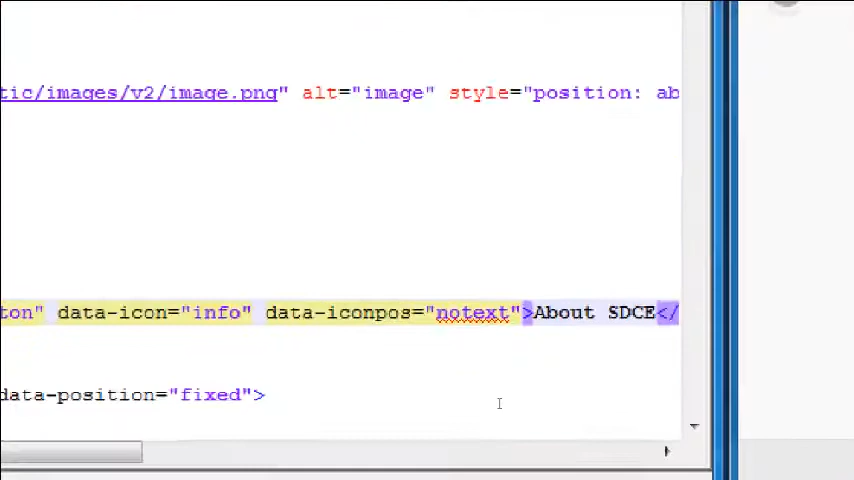 tic/images/v2/image.png" alt="image" style="position: ab
ton" data-icon="info" data-iconpos="notext">About SDCE</
data-position="fixed">